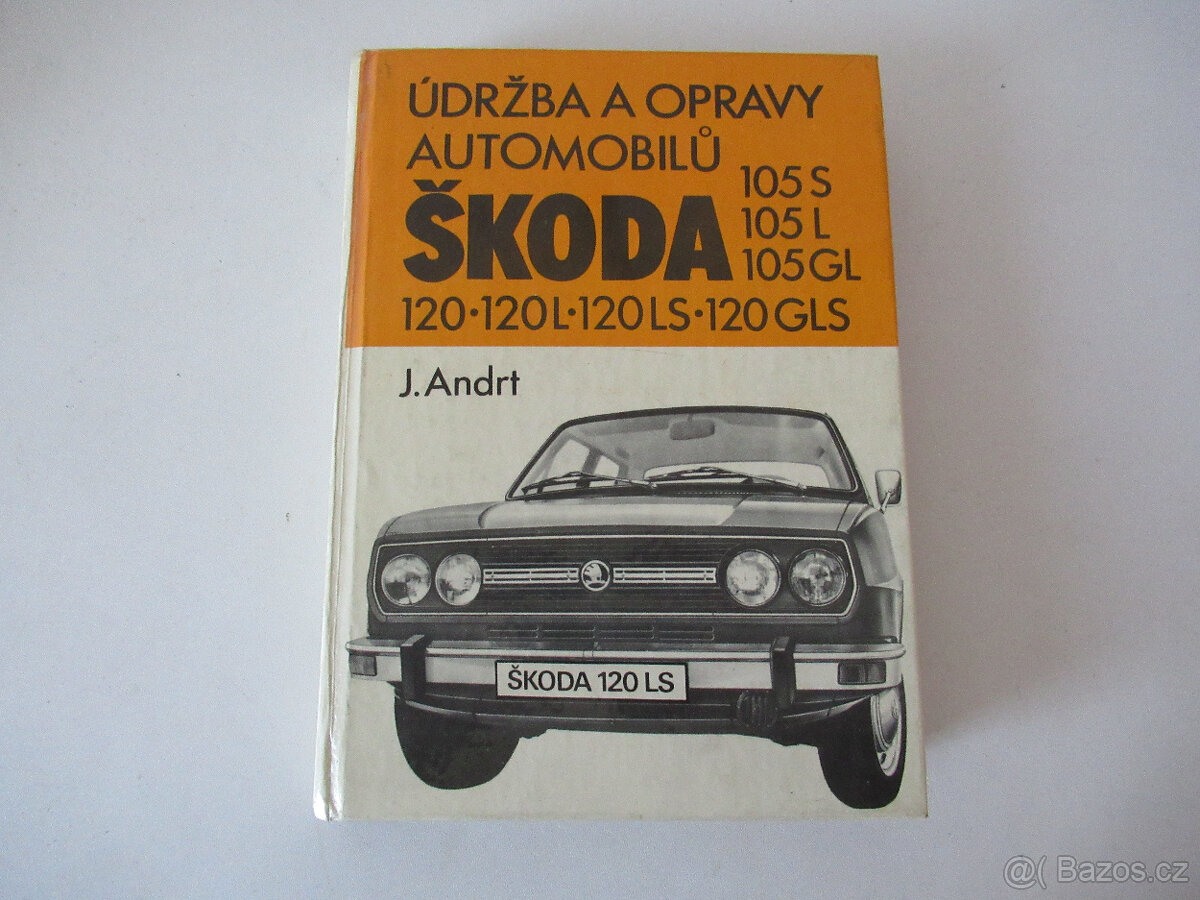 ÚDRŽBA A OPRAVY
AUTOMOBILŮ
ŠKODA
105 S
105 L
105 GL
120 • 120 L • 120 LS • 120 GLS
J. Andrt
ŠKODA 120 LS
@( Bazos.cz